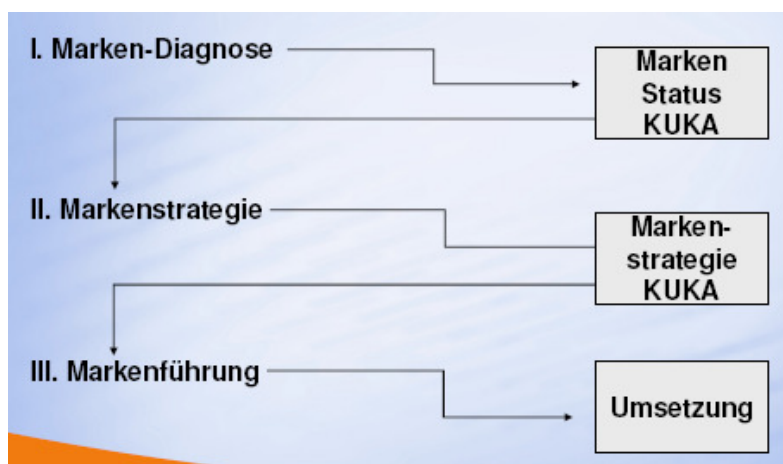 I. Marken-Diagnose
Marken
Status
KUKA
II. Markenstrategie
Marken-
strategie
KUKA
III. Markenführung
Umsetzung